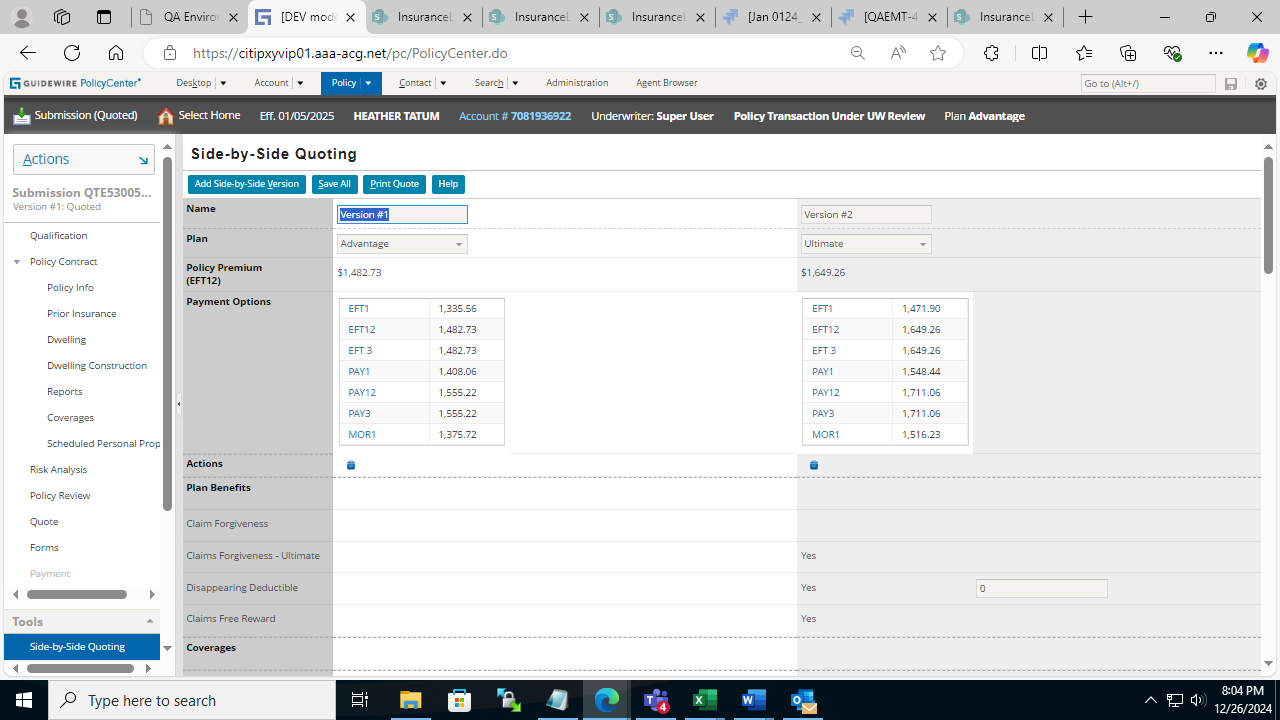 QA Environ
[DEV mode
InsuranceL
InsuranceL
InsuranceL
[Jan 0124_
[QAEMT-4
InsuranceL
https://citipxyvip01.aaa-acg.net/pc/PolicyCenter.do
GUIDEWIRE PolicyCenter
Desktop
Account
Policy
Contact
Search
Administration
Agent Browser
Go to (Alt+/)
Submission (Quoted)
Select Home
Eff. 01/05/2025
HEATHER TATUM
Account # 7081936922
Underwriter: Super User
Policy Transaction Under UW Review
Plan Advantage
Actions
Submission QTE53005...
Version #1: Quoted
Qualification
Policy Contract
Policy Info
Prior Insurance
Dwelling
Dwelling Construction
Reports
Coverages
Scheduled Personal Prop
Risk Analysis
Policy Review
Quote
Forms
Payment
Tools
Side-by-Side Quoting
Side-by-Side Quoting
Add Side-by-Side Version
Save All
Print Quote
Help
Name
Version #1
Version #2
Plan
Advantage
Ultimate
Policy Premium
(EFT12)
$1,482.73
$1,649.26
Payment Options
EFT1 1,335.56
EFT12 1,482.73
EFT 3 1,482.73
PAY1 1,408.06
PAY12 1,555.22
PAY3 1,555.22
MOR1 1,375.72
EFT1 1,471.90
EFT12 1,649.26
EFT 3 1,649.26
PAY1 1,548.44
PAY12 1,711.06
PAY3 1,711.06
MOR1 1,516.23
Actions
Plan Benefits
Claim Forgiveness
Claims Forgiveness - Ultimate
Yes
Disappearing Deductible
Yes
0
Claims Free Reward
Yes
Coverages
Type here to search
4
8:04 PM
12/26/2024